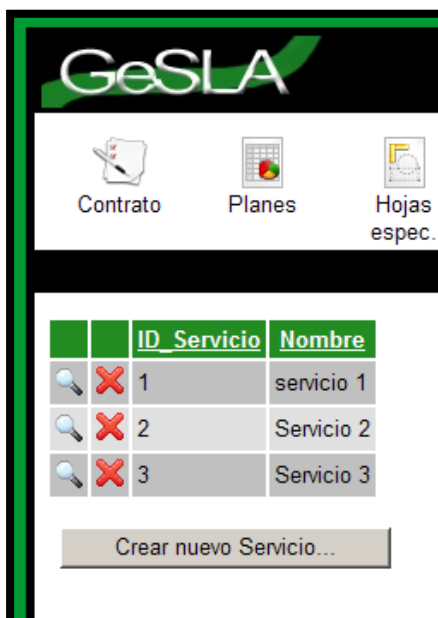 GeSLA
Contrato Planes Hojas
espec.
ID_Servicio Nombre
1 servicio 1
2 Servicio 2
3 Servicio 3
Crear nuevo Servicio...